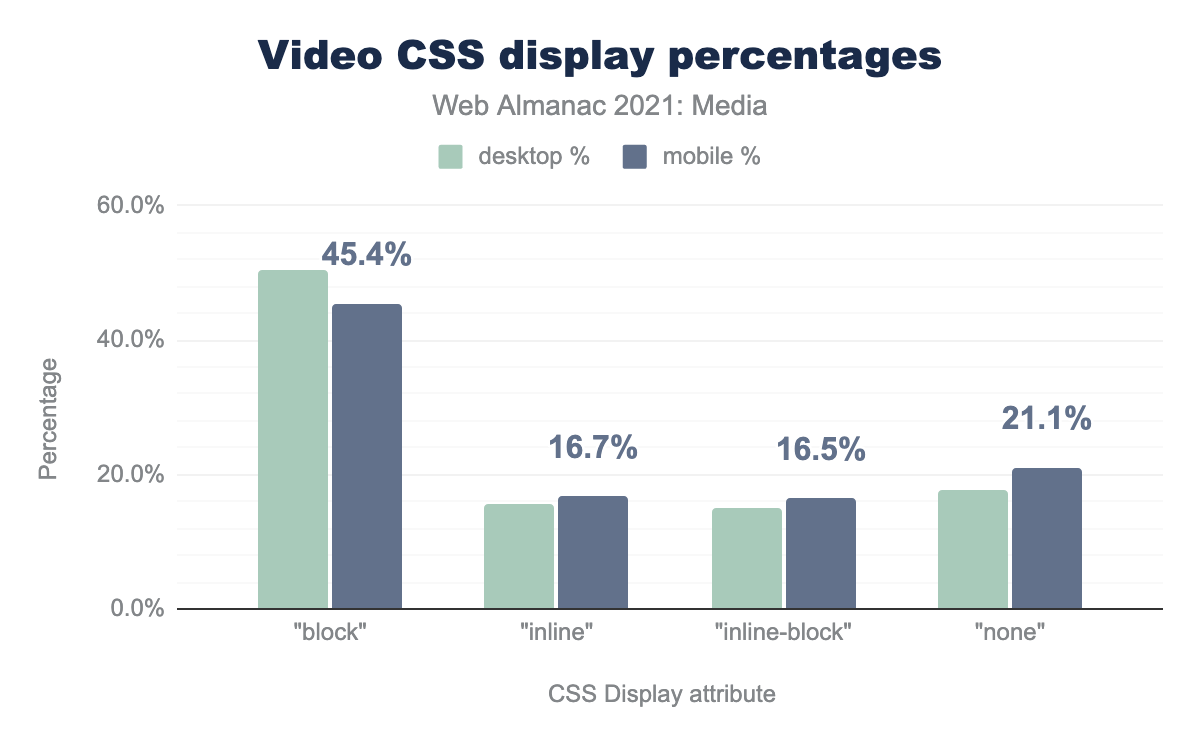 Video CSS display percentages
Web Almanac 2021: Media
desktop %
mobile %
60.0%
40.0%
20.0%
0.0%
Percentage
45.4%
16.7%
16.5%
21.1%
"block"
"inline"
"inline-block"
"none"
CSS Display attribute